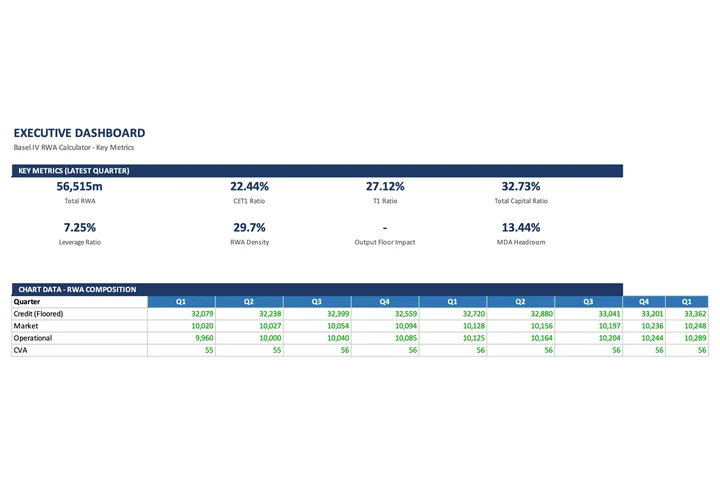 EXECUTIVE DASHBOARD
Basel IV RWA Calculator - Key Metrics
KEY METRICS (LATEST QUARTER)
56,515m 22.44% 27.12% 32.73%
Total RWA CET1 Ratio T1 Ratio Total Capital Ratio
7.25% 29.7% - 13.44%
Leverage Ratio RWA Density Output Floor Impact MDA Headroom
CHART DATA - RWA COMPOSITION
Quarter Q1 Q2 Q3 Q4 Q1 Q2 Q3 Q4 Q1
Credit (Floored) 32,079 32,238 32,399 32,559 32,720 32,880 33,041 33,201 33,362
Market 10,020 10,027 10,054 10,094 10,128 10,156 10,197 10,236 10,248
Operational 9,960 10,000 10,040 10,085 10,125 10,164 10,204 10,244 10,289
CVA 55 55 56 56 56 56 56 56 56